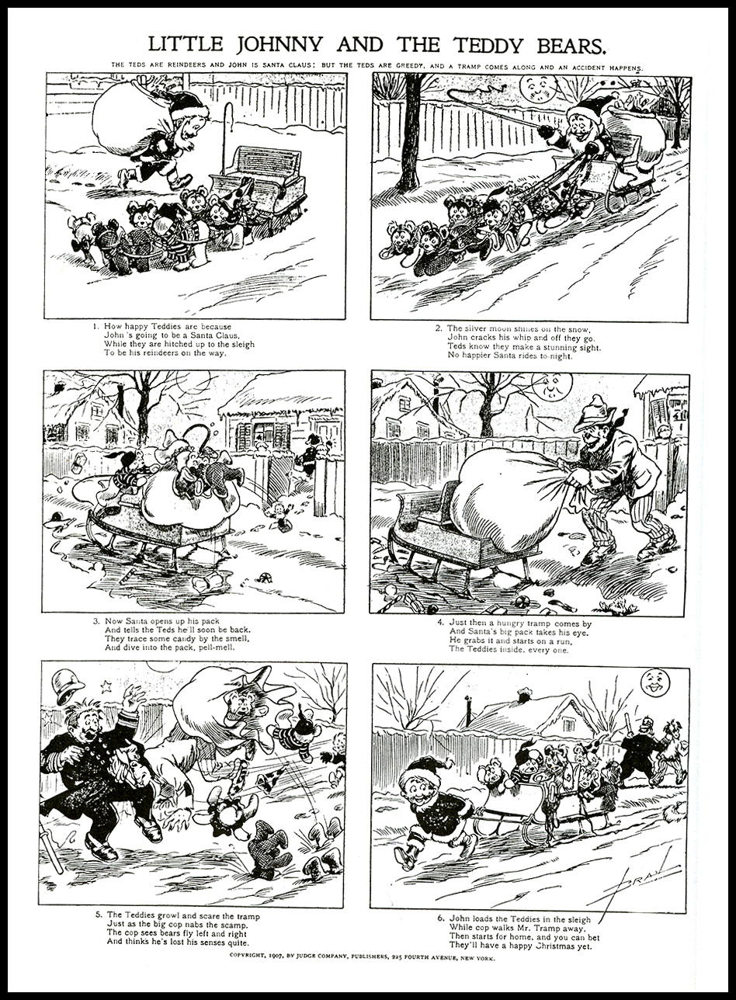 LITTLE JOHNNY AND THE TEDDY BEARS.
THE TEDS ARE REINDEERS AND JOHN IS SANTA CLAUS; BUT THE TEDS ARE GREEDY, AND A TRAMP COMES ALONG AND AN ACCIDENT HAPPENS.
1. How happy Teddies are because
John's going to be a Santa Claus,
While they are hitched up to the sleigh
To be his reindeers on the way.
2. The silver moon shines on the snow,
John cracks his whip and off they go.
Teds know they make a stunning sight.
No happier Santa rides to-night.
3. Now Santa opens up his pack
And tells the Teds he'll soon be back.
They trace some candy by the smell,
And dive into the pack, pell-mell.
4. Just then a hungry tramp comes by
And Santa's big pack takes his eye.
He grabs it and starts on a run,
The Teddies inside, every one.
5. The Teddies growl and scare the tramp
Just as the big cop nabs the scamp.
The cop sees bears fly left and right
And thinks he's lost his senses quite.
BRAY
6. John loads the Teddies in the sleigh
While cop walks Mr. Tramp away,
Then starts for home, and you can bet
They'll have a happy Christmas yet.
COPYRIGHT, 1907, BY JUDGE COMPANY, PUBLISHERS, 225 FOURTH AVENUE, NEW YORK.